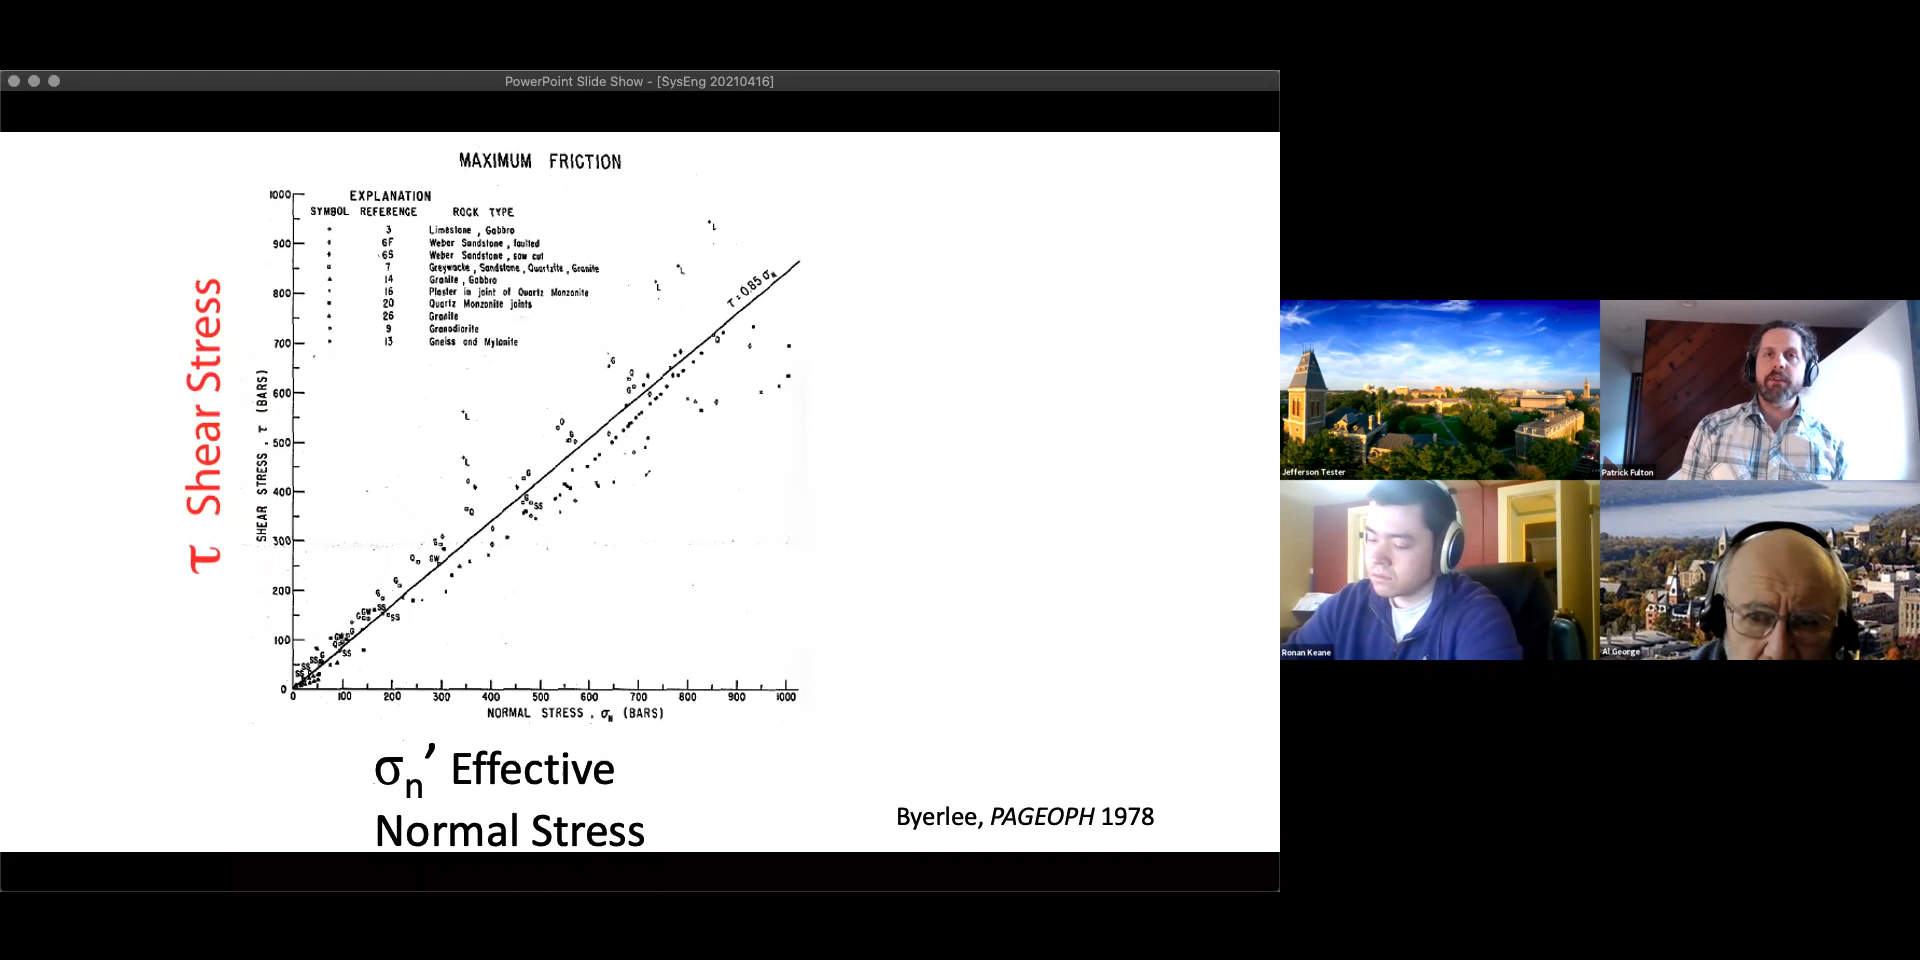 PowerPoint Slide Show - [SysEng 20210416]
MAXIMUM FRICTION
EXPLANATION
SYMBOL REFERENCE ROCK TYPE
3 Limestone, Gabbro
6F Weber Sandstone, faulted
6S Weber Sandstone, saw cut
7 Greywacke, Sandstone, Quartzite, Granite
14 Granite, Gabbro
16 Plaster in joint of Quartz Monzonite
20 Quartz Monzonite joints
26 Granite
9 Granodiorite
13 Gneiss and Mylonite
1000
900
800
700
600
500
400
300
200
100
0
τ = 0.85 σN
τ Shear Stress
SHEAR STRESS, τ (BARS)
0 100 200 300 400 500 600 700 800 900 1000
NORMAL STRESS, σN (BARS)
σn’ Effective
Normal Stress
Byerlee, PAGEOPH 1978
Jefferson Tester
Patrick Fulton
Ronan Keane
Al George